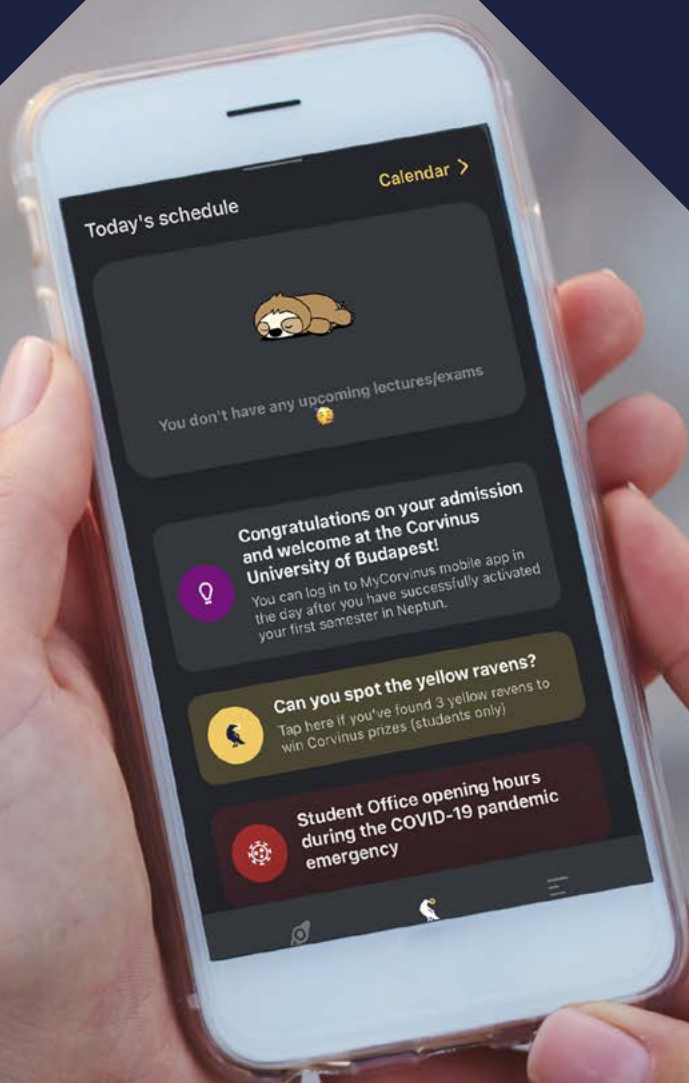 Today's schedule
Calendar >
You don't have any upcoming lectures/exams
🥳
Congratulations on your admission
and welcome at the Corvinus
University of Budapest!
You can log in to MyCorvinus mobile app in
the day after you have successfully activated
your first semester in Neptun.
Can you spot the yellow ravens?
Tap here if you've found 3 yellow ravens to
win Corvinus prizes (students only)
Student Office opening hours
during the COVID-19 pandemic
emergency